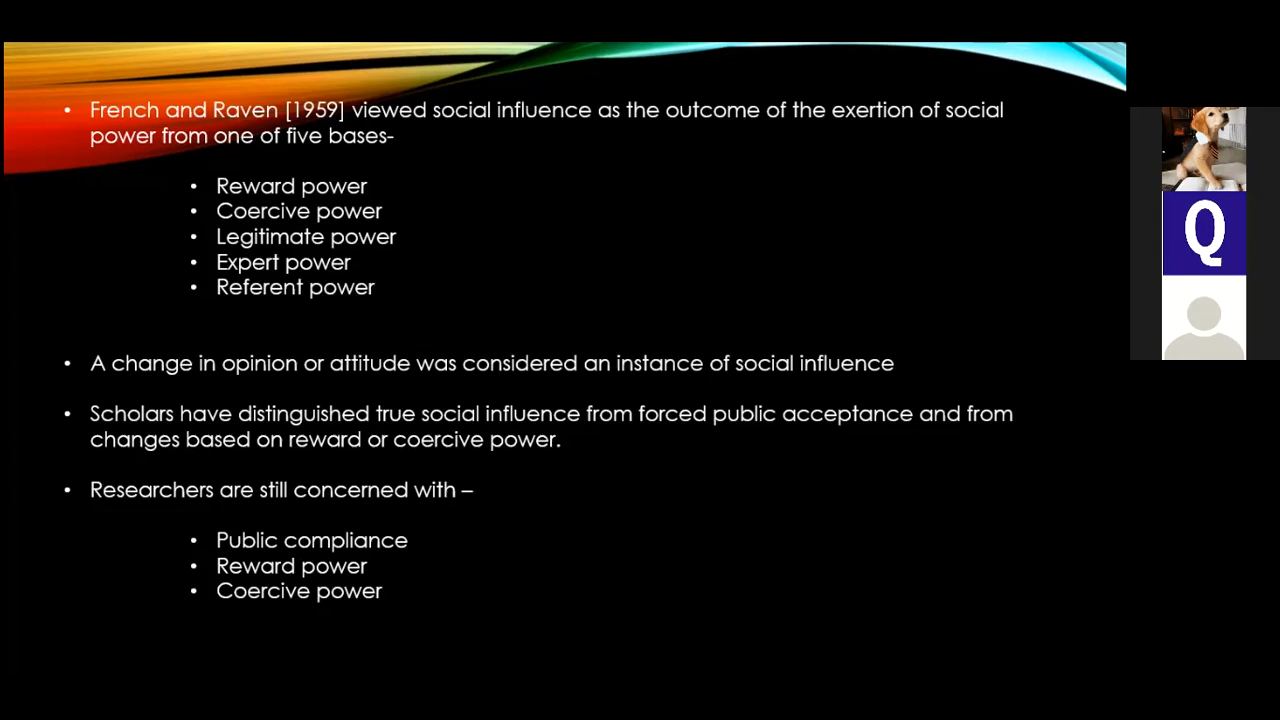 • French and Raven [1959] viewed social influence as the outcome of the exertion of social
power from one of five bases-
• Reward power
• Coercive power
• Legitimate power
• Expert power
• Referent power
• A change in opinion or attitude was considered an instance of social influence
• Scholars have distinguished true social influence from forced public acceptance and from
changes based on reward or coercive power.
• Researchers are still concerned with –
• Public compliance
• Reward power
• Coercive power
Q